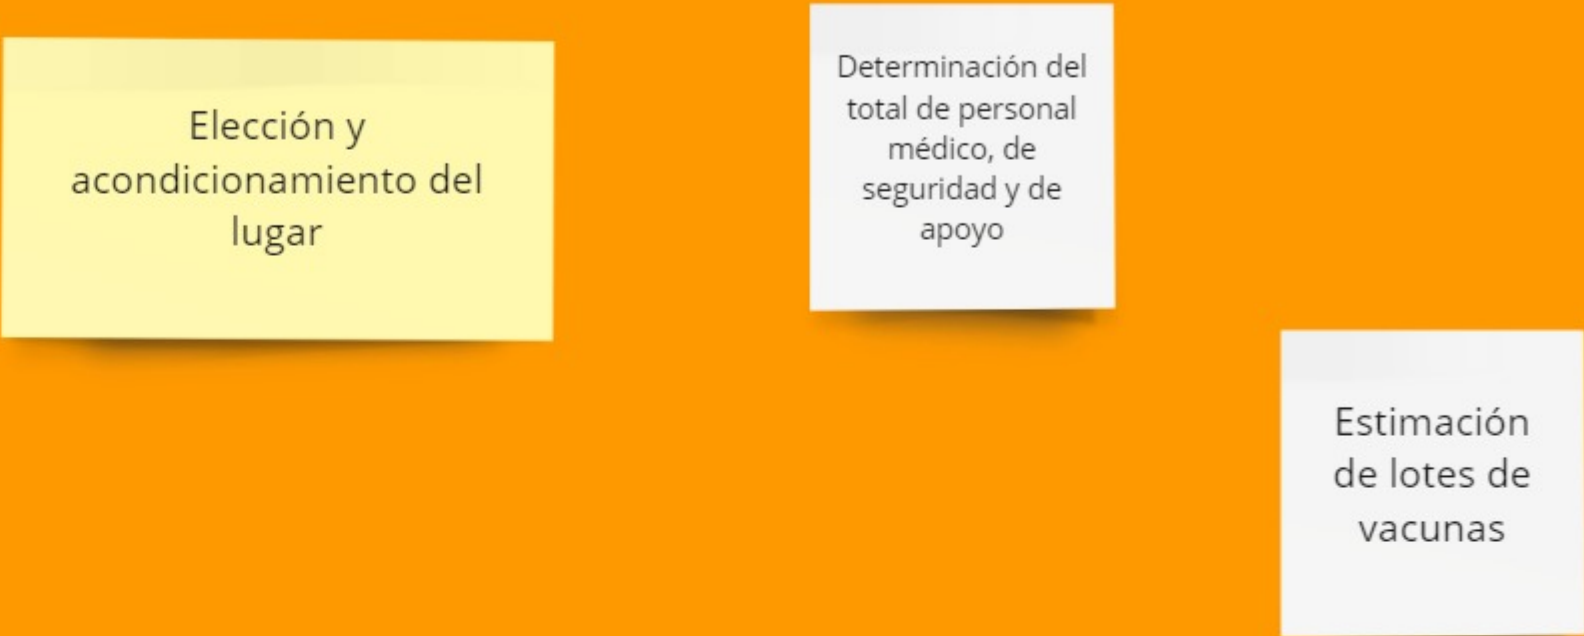 Elección y
acondicionamiento del
lugar
Determinación del
total de personal
médico, de
seguridad y de
apoyo
Estimación
de lotes de
vacunas